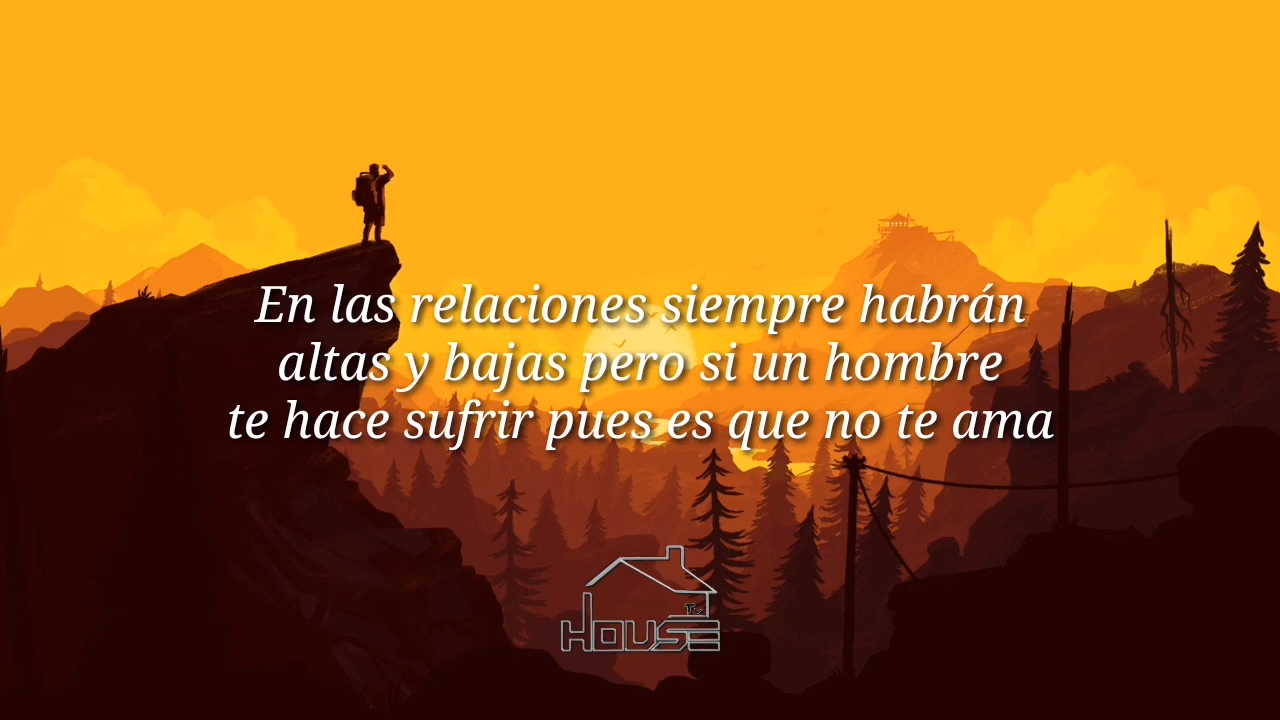 En las relaciones siempre habrán
altas y bajas pero si un hombre
te hace sufrir pues es que no te ama
TV
HOUSE